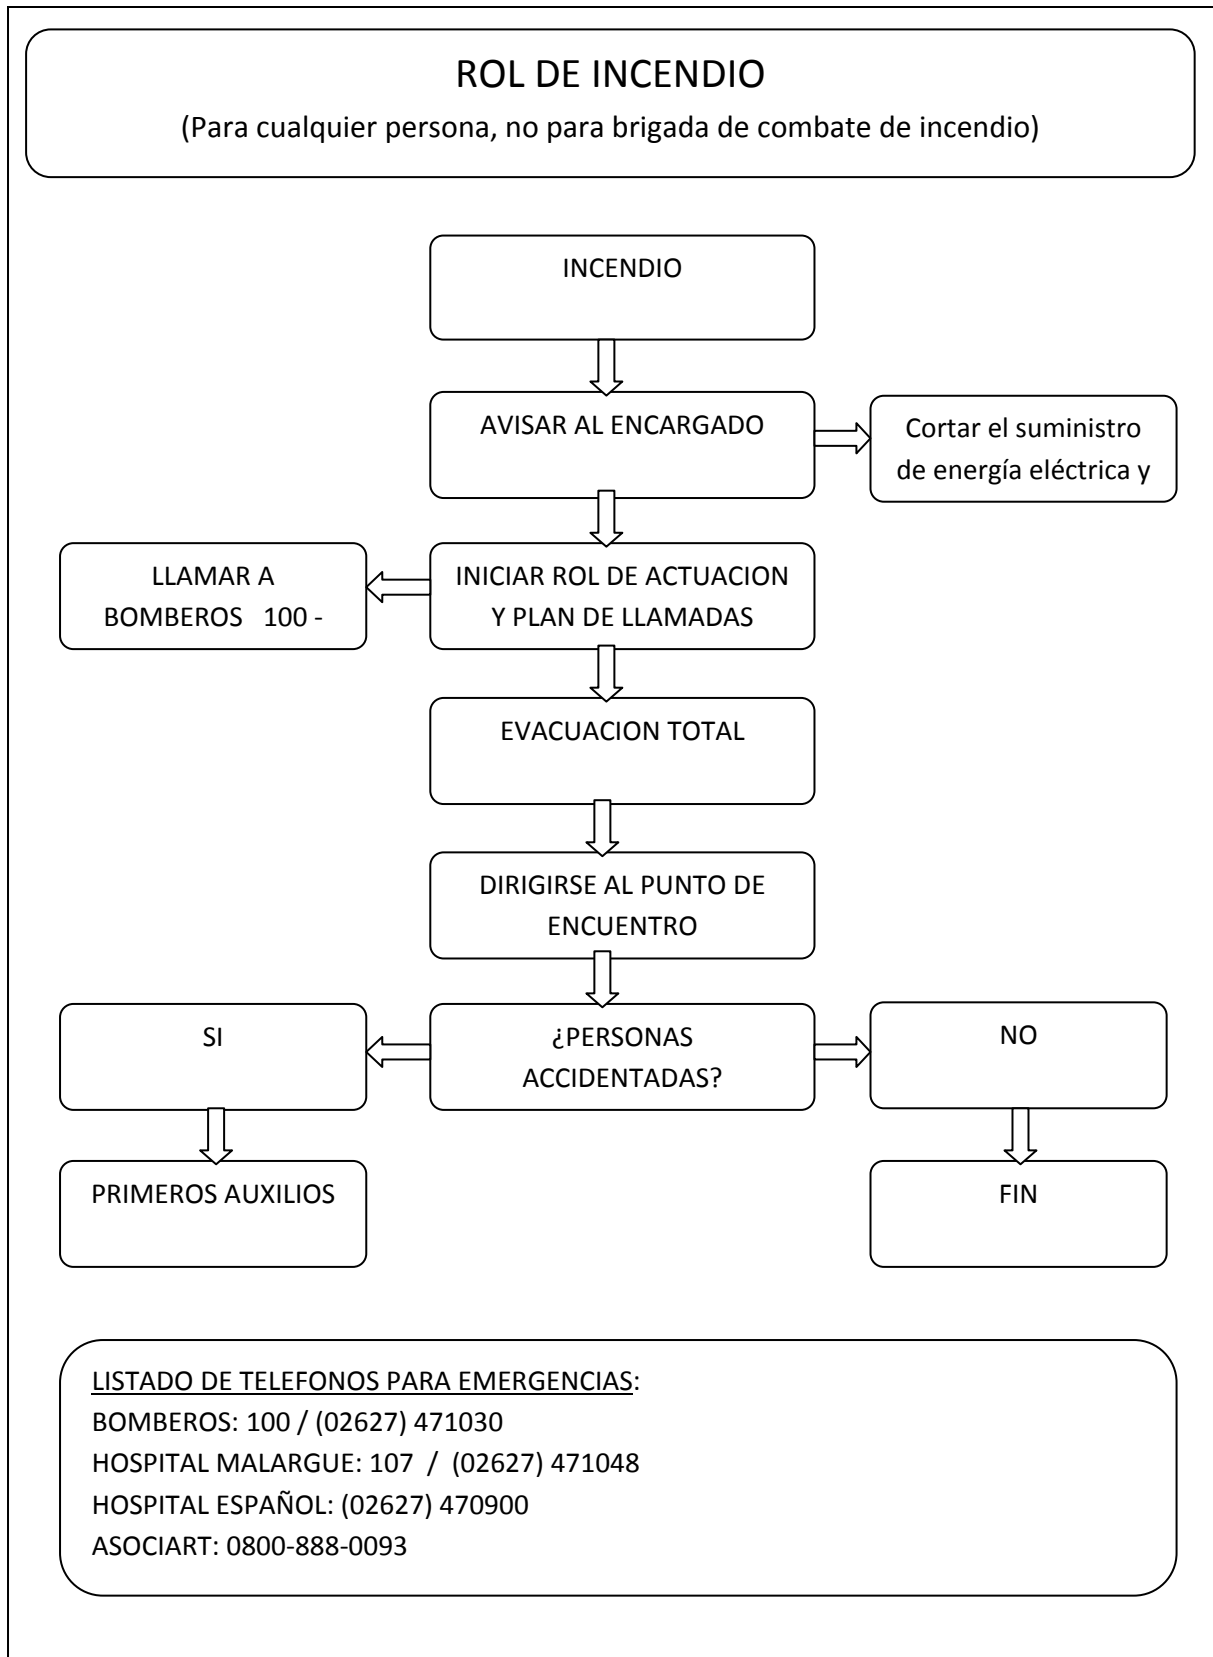 ROL DE INCENDIO
(Para cualquier persona, no para brigada de combate de incendio)
INCENDIO
AVISAR AL ENCARGADO
Cortar el suministro
de energía eléctrica y
LLAMAR A
BOMBEROS   100 -
INICIAR ROL DE ACTUACION
Y PLAN DE LLAMADAS
EVACUACION TOTAL
DIRIGIRSE AL PUNTO DE
ENCUENTRO
SI
¿PERSONAS
ACCIDENTADAS?
NO
PRIMEROS AUXILIOS
FIN
LISTADO DE TELEFONOS PARA EMERGENCIAS:
BOMBEROS: 100 / (02627) 471030
HOSPITAL MALARGUE: 107  /  (02627) 471048
HOSPITAL ESPAÑOL: (02627) 470900
ASOCIART: 0800-888-0093